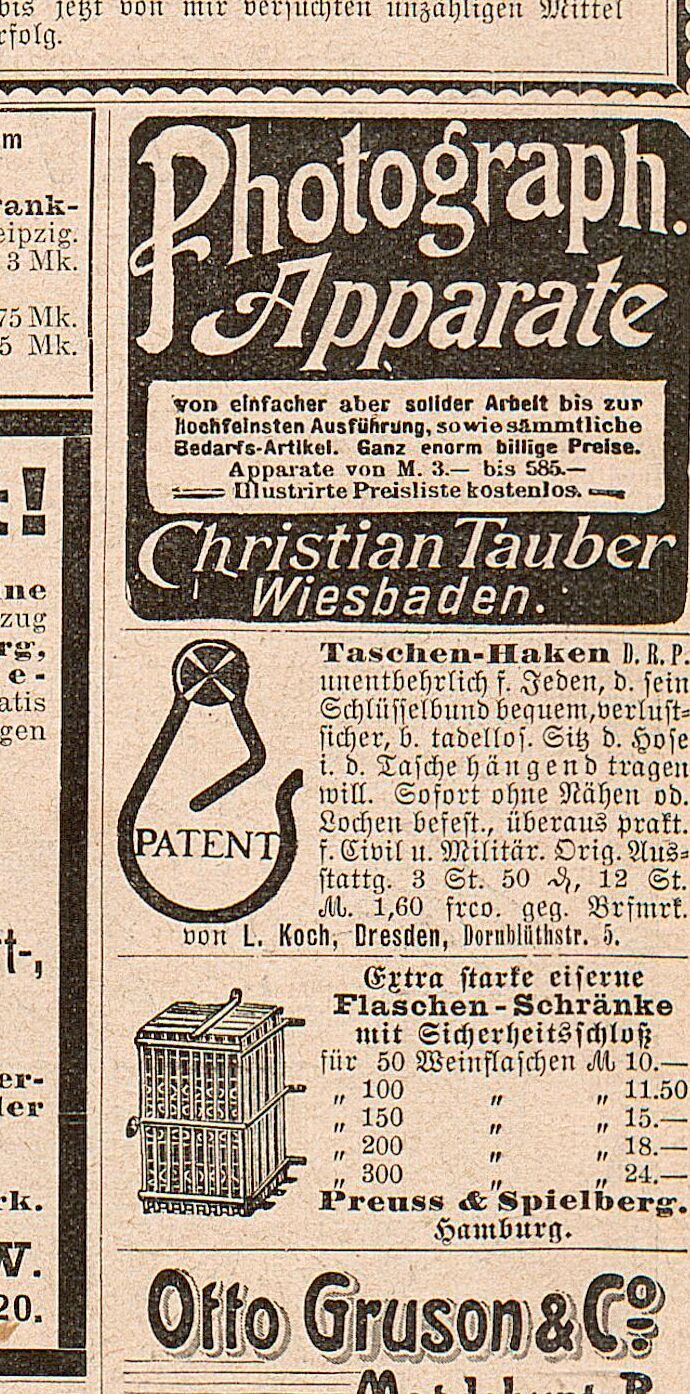 bis jetzt von mir versuchten unzähligen Mittel
rfolg.
m
rank-
eipzig.
3 Mk.
75 Mk.
5 Mk.
t!
ne
zug
rg,
e-
atis
gen
t-,
er-
ler
rk.
W.
20.
Photograph.
Apparate
von einfacher aber solider Arbeit bis zur
Hochfeinsten Ausführung, sowie sämmtliche
Bedarfs-Artikel. Ganz enorm billige Preise.
Apparate von M. 3.— bis 585.—
Illustrirte Preisliste kostenlos.
Christian Tauber
Wiesbaden.
PATENT
Taschen-Haken D. R. P.
unentbehrlich f. Jeden, d. sein
Schlüsselbund bequem, verlust-
sicher, b. tadellos. Sitz d. Hose
i. d. Tasche hängend tragen
will. Sofort ohne Nähen od.
Lochen befest., überaus prakt.
f. Civil u. Militär. Orig. Aus-
stattg. 3 St. 50 ₰, 12 St.
M. 1,60 frco. geg. Brfmrk.
von L. Koch, Dresden, Dornblüthstr. 5.
Extra starke eiserne
Flaschen-Schränke
mit Sicherheitsschloß
für 50 Weinflaschen M 10.—
„ 100 „ „ 11.50
„ 150 „ „ 15.—
„ 200 „ „ 18.—
„ 300 „ „ 24.—
Preuss & Spielberg.
Hamburg.
Otto Gruson & Co.